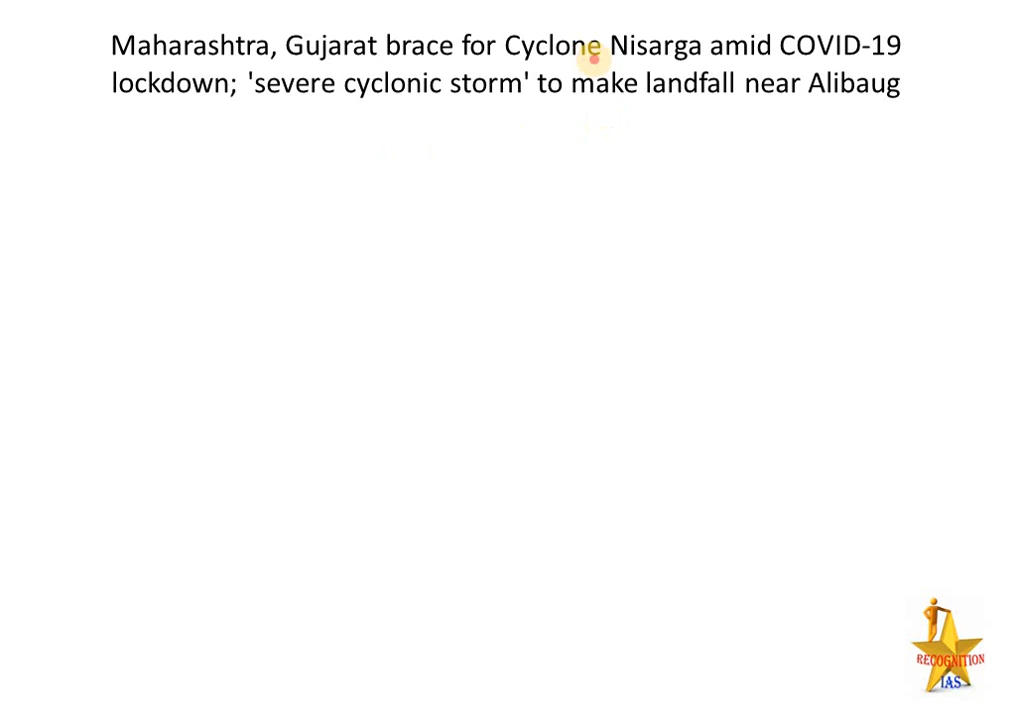 Maharashtra, Gujarat brace for Cyclone Nisarga amid COVID-19
lockdown; 'severe cyclonic storm' to make landfall near Alibaug
RECOGNITION
IAS